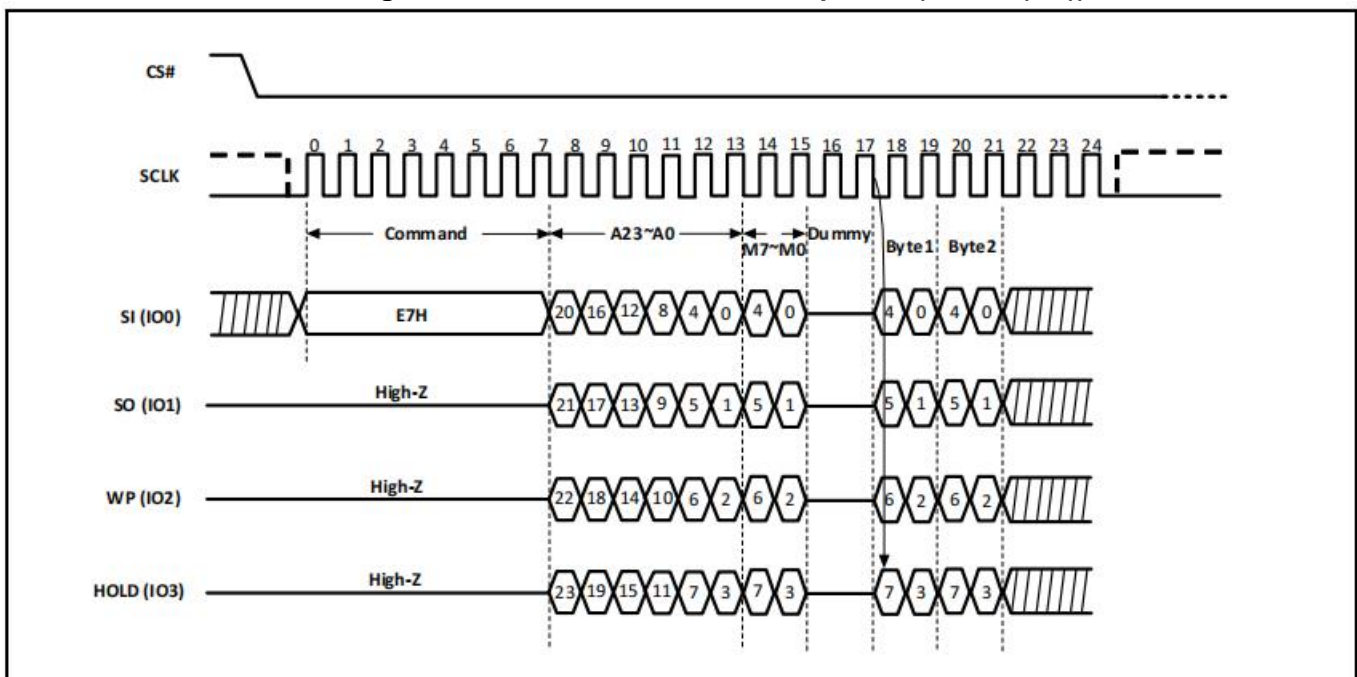 CS#
0 1 2 3 4 5 6 7 8 9 10 11 12 13 14 15 16 17 18 19 20 21 22 23 24
SCLK
Command A23~A0 M7~M0 Dummy Byte1 Byte2
SI (IO0) E7H 20 16 12 8 4 0 4 0 4 0 4 0
SO (IO1) High-Z 21 17 13 9 5 1 5 1 5 1 5 1
WP (IO2) High-Z 22 18 14 10 6 2 6 2 6 2 6 2
HOLD (IO3) High-Z 23 19 15 11 7 3 7 3 7 3 7 3